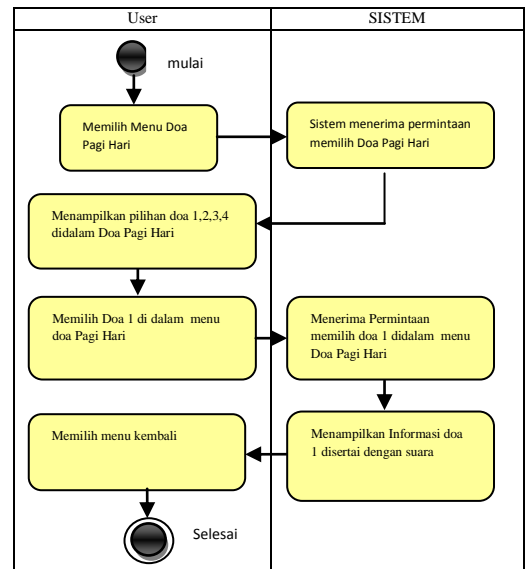 User
SISTEM
mulai
Memilih Menu Doa
Pagi Hari
Sistem menerima permintaan
memilih Doa Pagi Hari
Menampilkan pilihan doa 1,2,3,4
didalam Doa Pagi Hari
Memilih Doa 1 di dalam menu
doa Pagi Hari
Menerima Permintaan
memilih doa 1 didalam menu
Doa Pagi Hari
Menampilkan Informasi doa
1 disertai dengan suara
Memilih menu kembali
Selesai